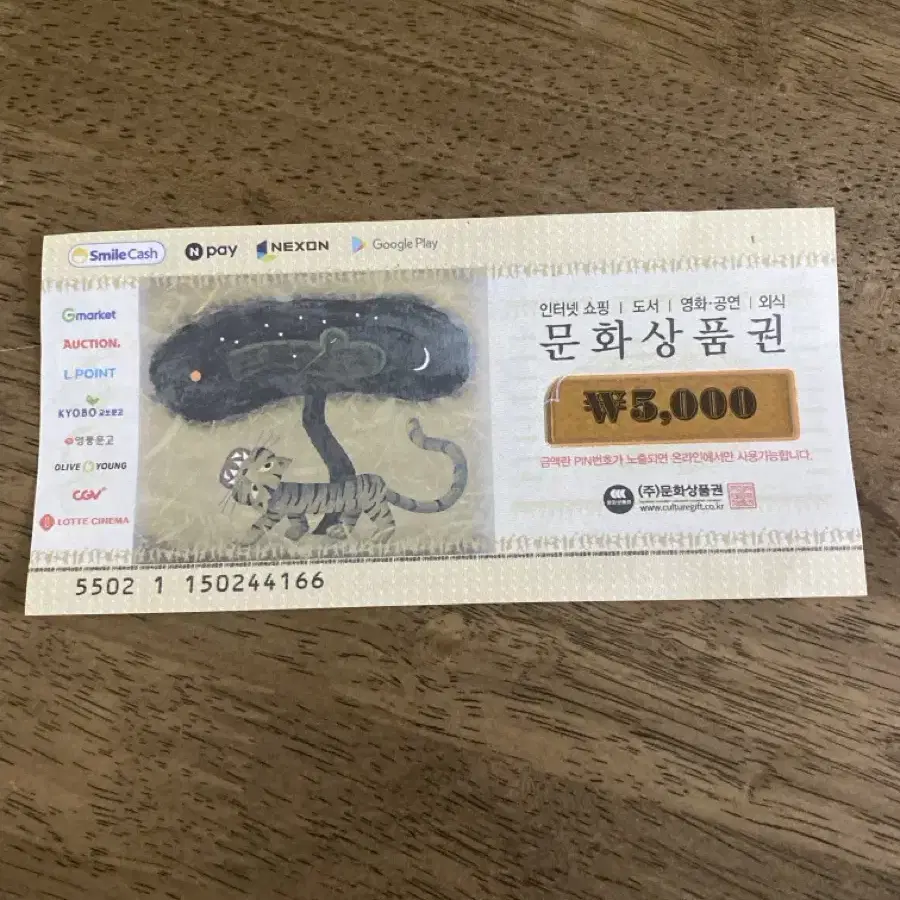 SmileCash N pay NEXON Google Play
1
Gmarket
AUCTION.
L.POINT
KYOBO 교보문고
영풍문고
OLIVE YOUNG
CGV
LOTTE CINEMA
인터넷 쇼핑 | 도서 | 영화·공연 | 외식
문화상품권
₩5,000
금액란 PIN번호가 노출되면 온라인에서만 사용가능합니다.
(주)문화상품권
www.culturegift.co.kr
5502 1 150244166